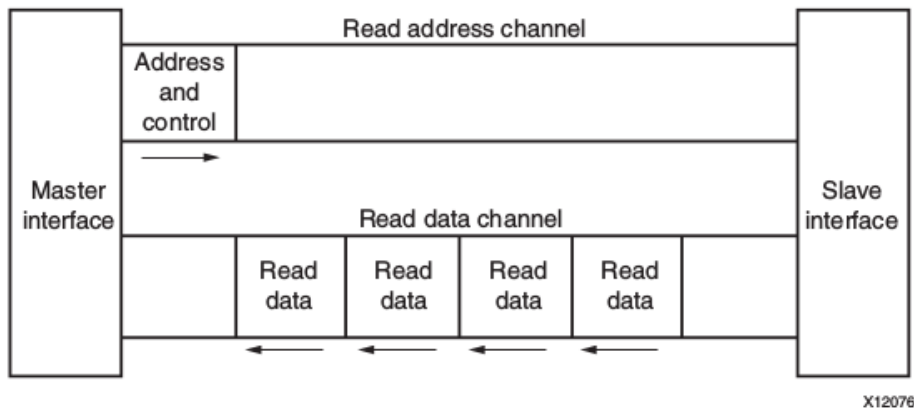 Read address channel
Address
and
control
Master
interface
Slave
interface
Read data channel
Read
data
Read
data
Read
data
Read
data
X12076